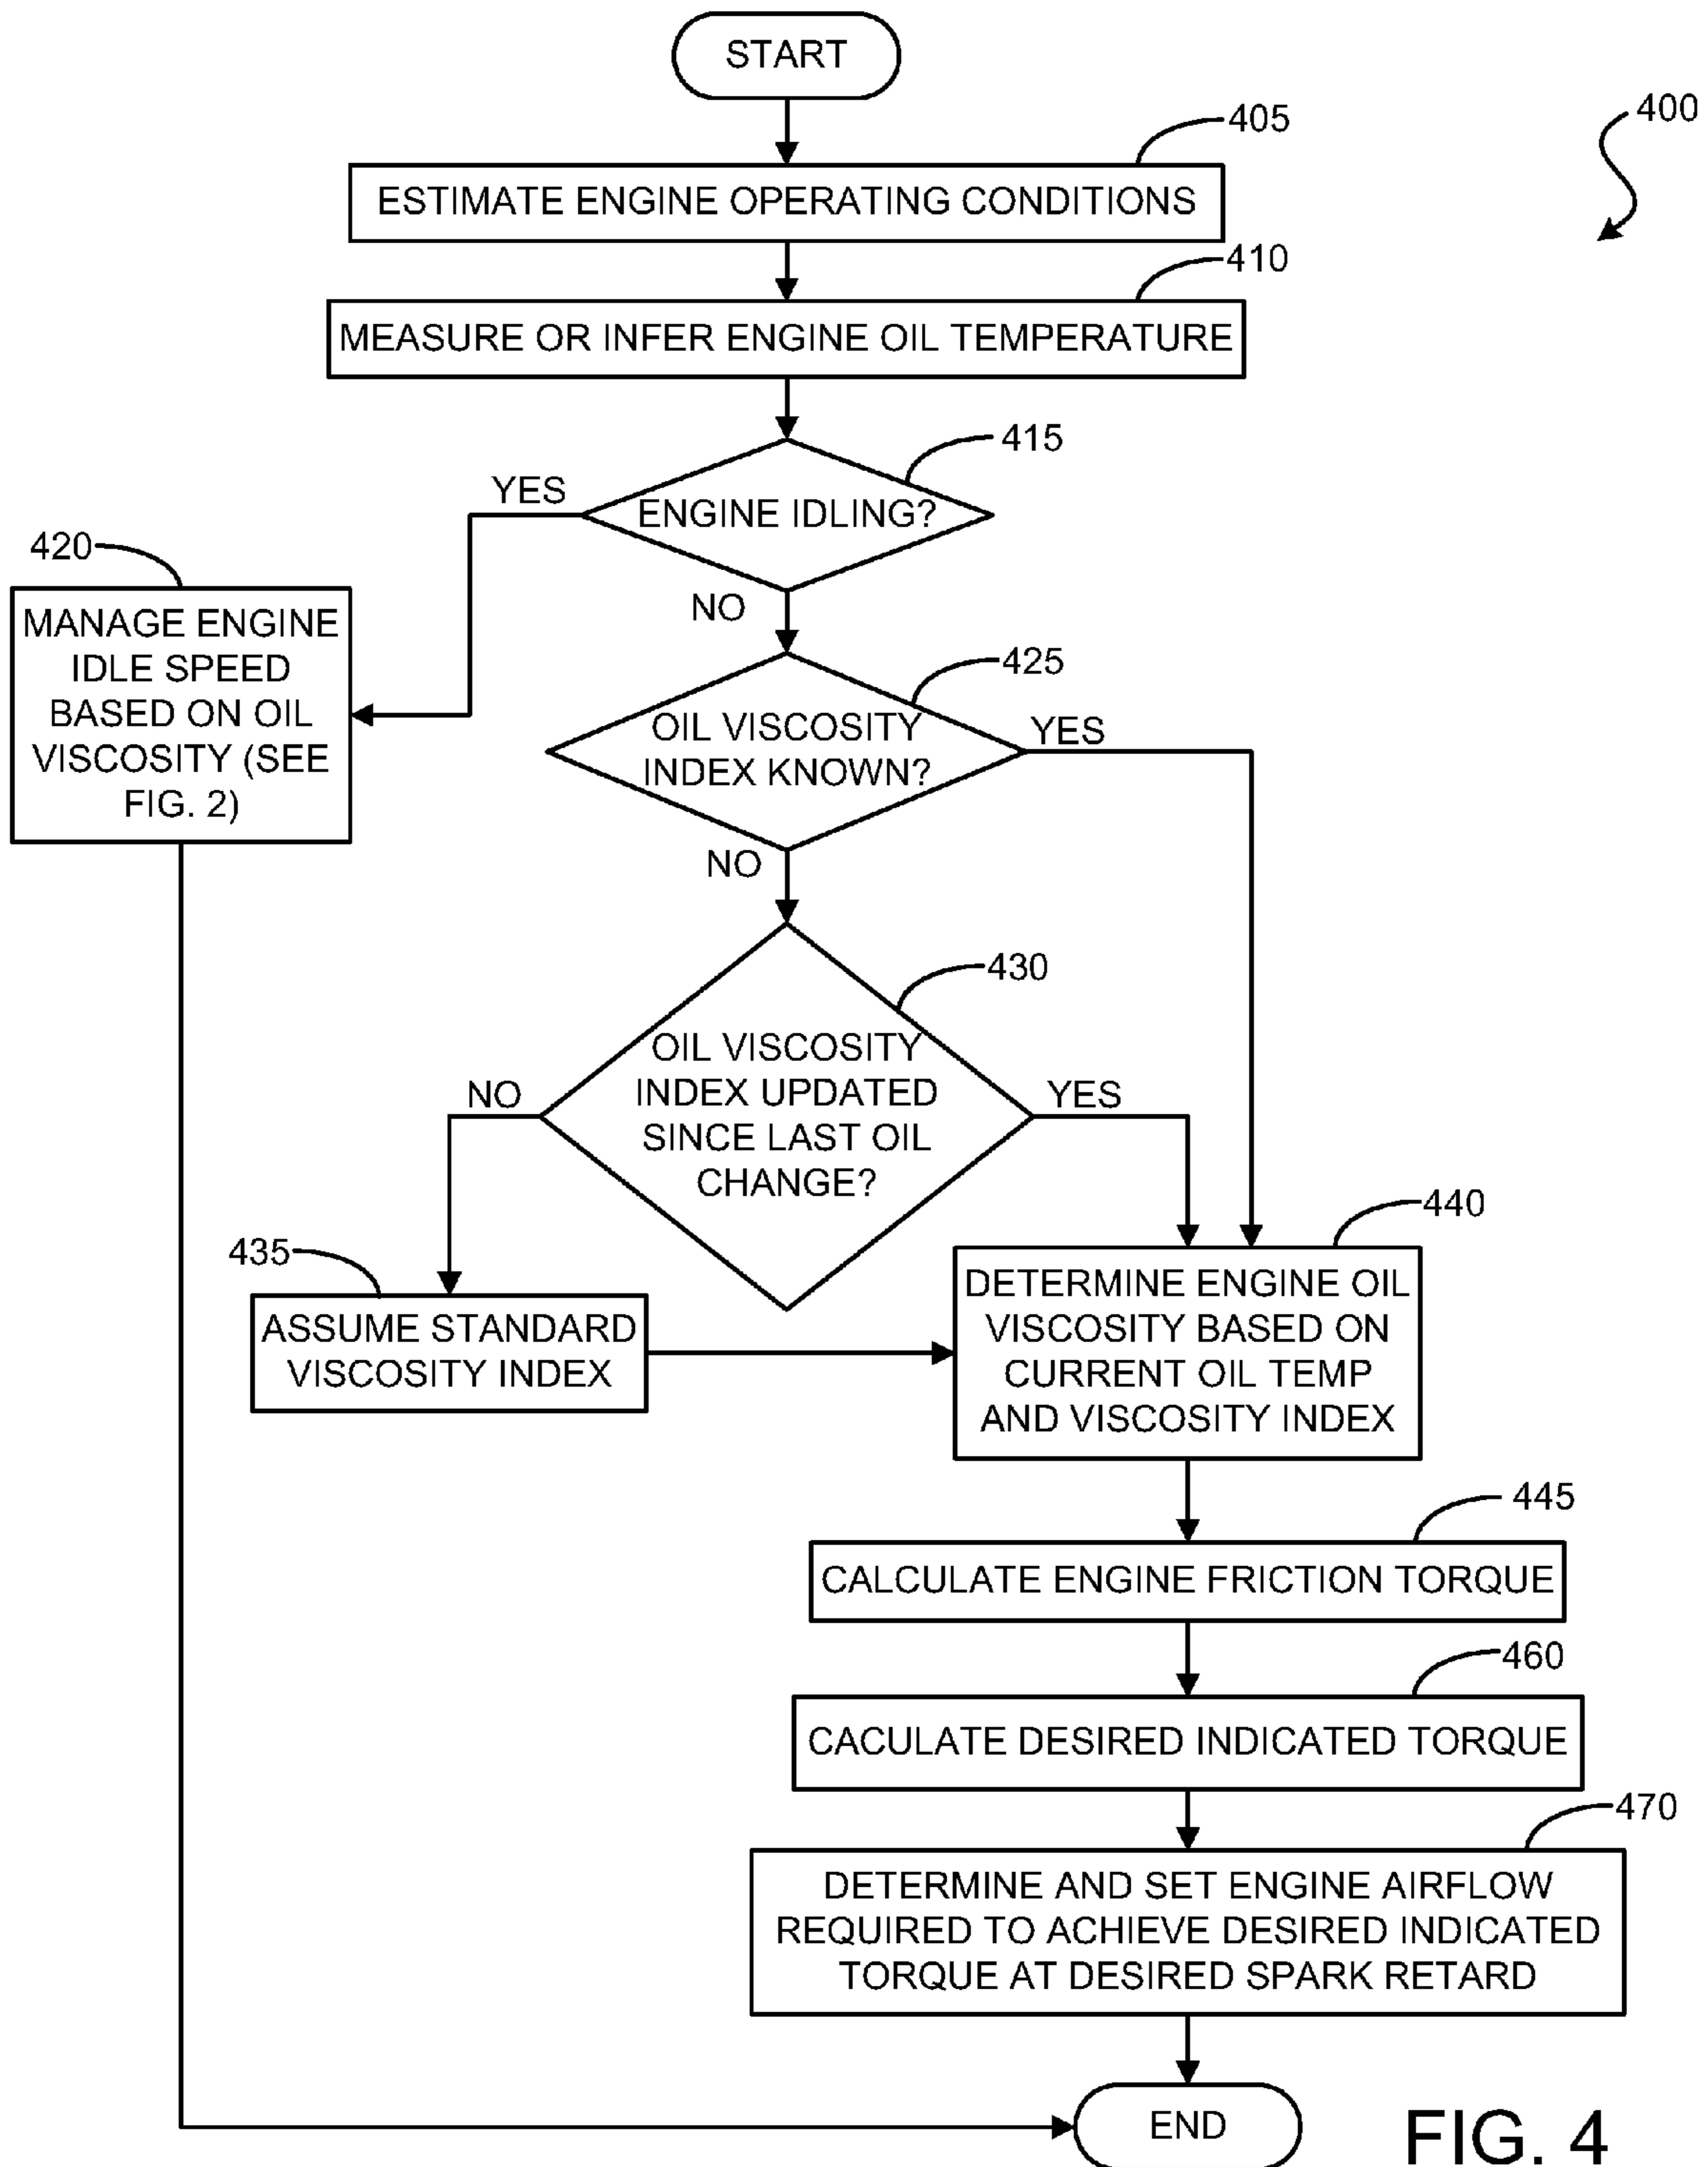 START
400
405
ESTIMATE ENGINE OPERATING CONDITIONS
410
MEASURE OR INFER ENGINE OIL TEMPERATURE
415
YES
ENGINE IDLING?
420
MANAGE ENGINE
IDLE SPEED
BASED ON OIL
VISCOSITY (SEE
FIG. 2)
NO
425
OIL VISCOSITY
INDEX KNOWN?
YES
NO
430
OIL VISCOSITY
INDEX UPDATED
SINCE LAST OIL
CHANGE?
NO
YES
435
ASSUME STANDARD
VISCOSITY INDEX
440
DETERMINE ENGINE OIL
VISCOSITY BASED ON
CURRENT OIL TEMP
AND VISCOSITY INDEX
445
CALCULATE ENGINE FRICTION TORQUE
460
CACULATE DESIRED INDICATED TORQUE
470
DETERMINE AND SET ENGINE AIRFLOW
REQUIRED TO ACHIEVE DESIRED INDICATED
TORQUE AT DESIRED SPARK RETARD
END
FIG. 4